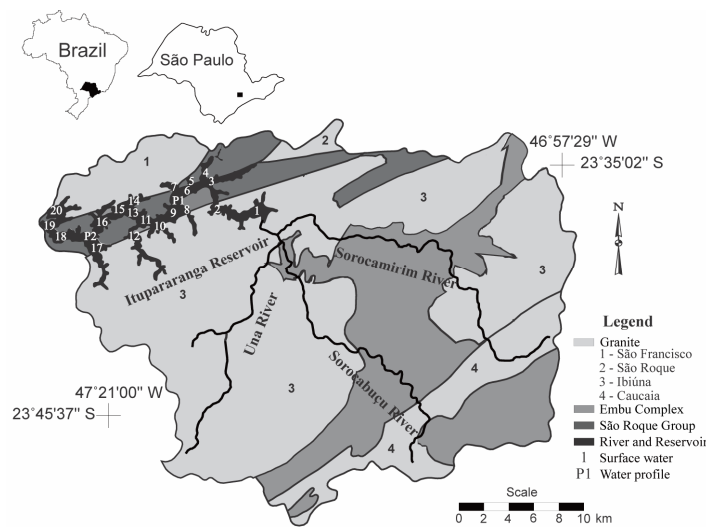 Brazil
São Paulo
46°57'29'' W
23°35'02'' S
1
2
3
4
3
5
6
7
P1
8
9
10
11
12
13
14
15
16
17
18
19
20
P2
2
1
N
Itupararanga Reservoir
Sorocamirim River
3
3
3
3
Una River
Sorocabuçu River
4
4
47°21'00'' W
23°45'37'' S
Legend
Granite
1 - São Francisco
2 - São Roque
3 - Ibiúna
4 - Caucaia
Embu Complex
São Roque Group
River and Reservoir
1 Surface water
P1 Water profile
Scale
0 2 4 6 8 10 km